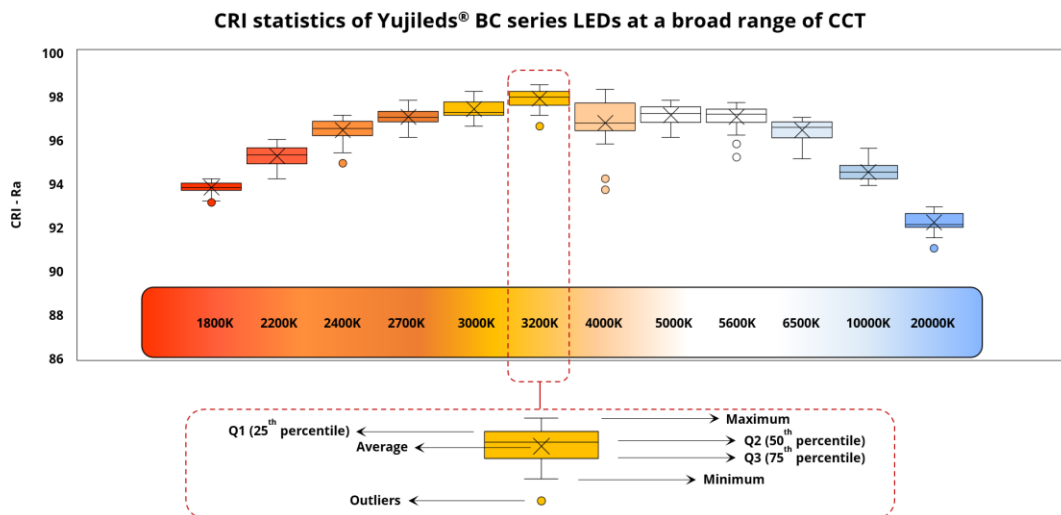 CRI statistics of Yujileds® BC series LEDs at a broad range of CCT
100
98
96
94
92
90
88
86
CRI - Ra
1800K 2200K 2400K 2700K 3000K 3200K 4000K 5000K 5600K 6500K 10000K 20000K
Maximum
Q1 (25th percentile)
Q2 (50th percentile)
Average
Q3 (75th percentile)
Minimum
Outliers